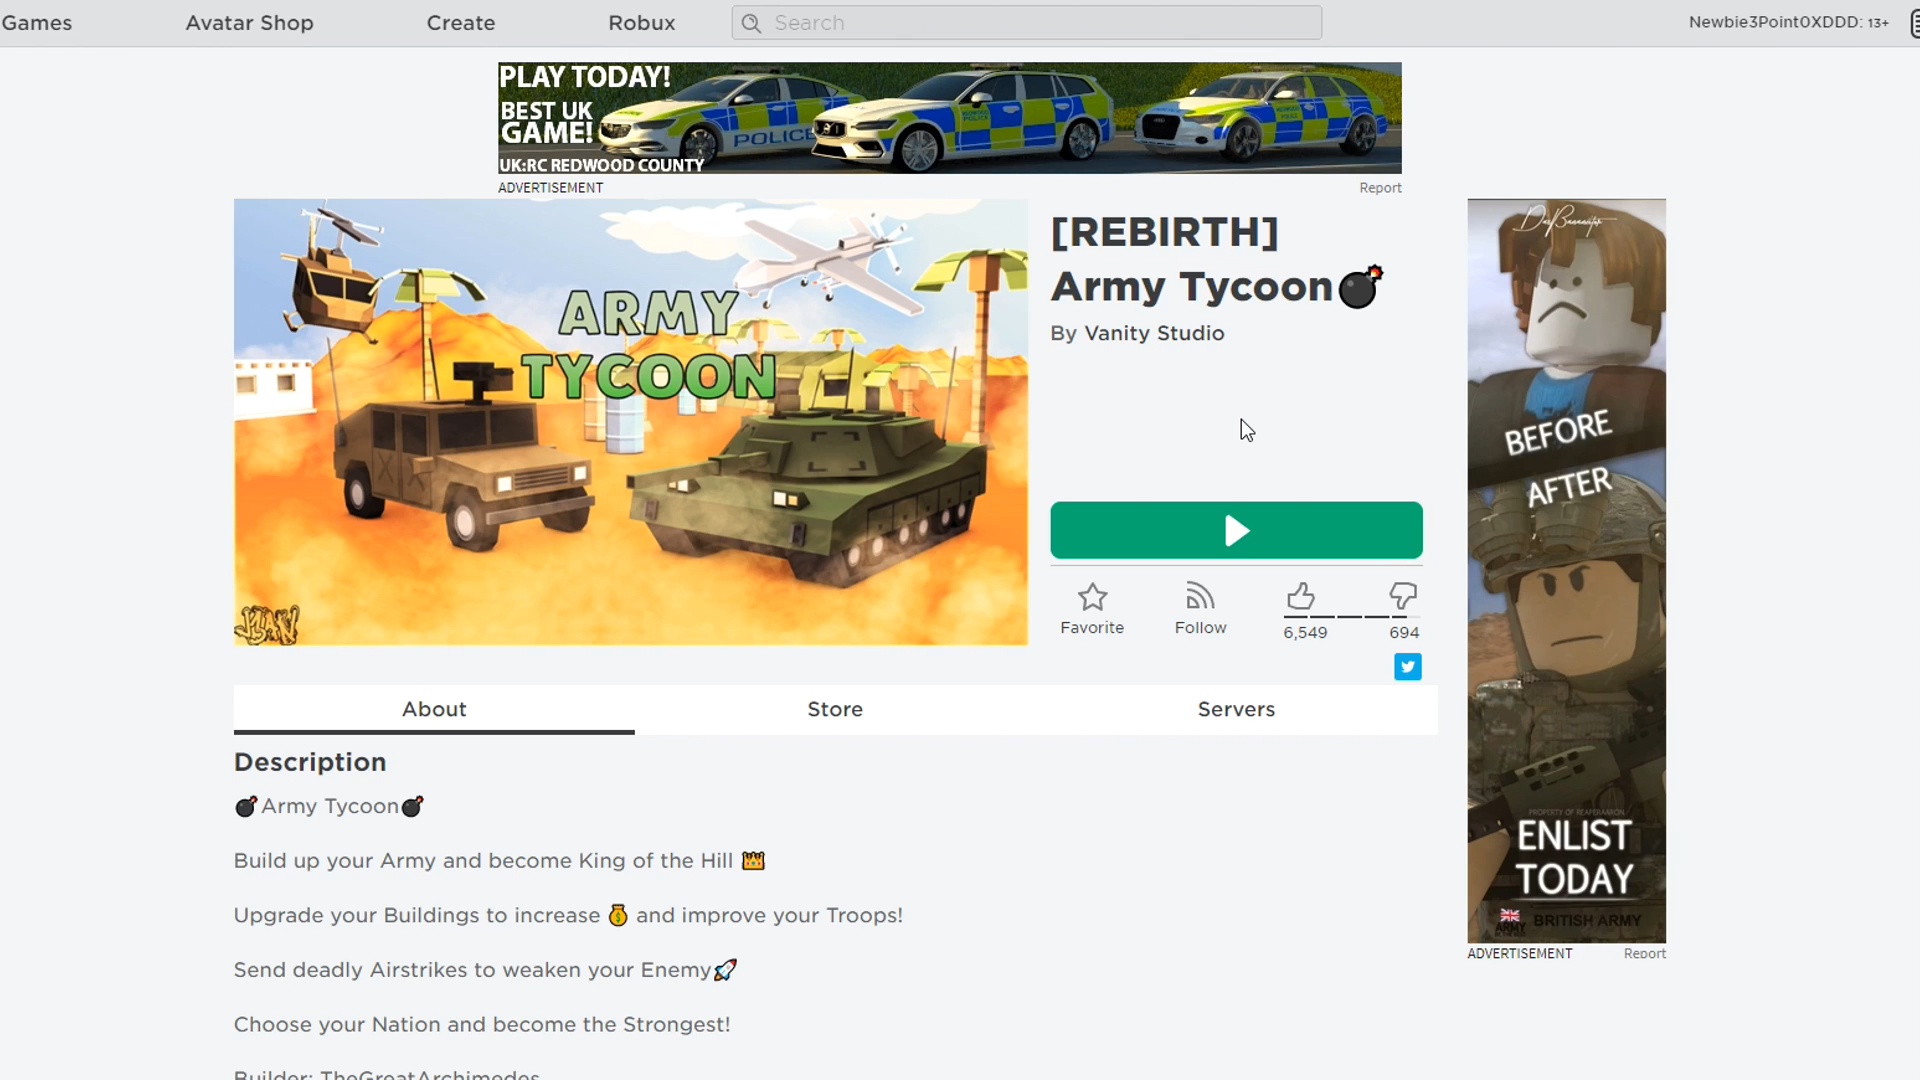 Games
Avatar Shop
Create
Robux
Search
Newbie3Point0XDDD: 13+
PLAY TODAY!
BEST UK
GAME!
UK:RC REDWOOD COUNTY
POLICE
ADVERTISEMENT
Report
ARMY
TYCOON
[REBIRTH]
Army Tycoon💣
By Vanity Studio
Favorite
Follow
6,549
694
About
Store
Servers
Description
💣Army Tycoon💣
Build up your Army and become King of the Hill 👑
Upgrade your Buildings to increase 💰 and improve your Troops!
Send deadly Airstrikes to weaken your Enemy🚀
Choose your Nation and become the Strongest!
Builder: TheGreatArchimedes
BEFORE
AFTER
ENLIST
TODAY
ARMY
BRITISH ARMY
ADVERTISEMENT
Report